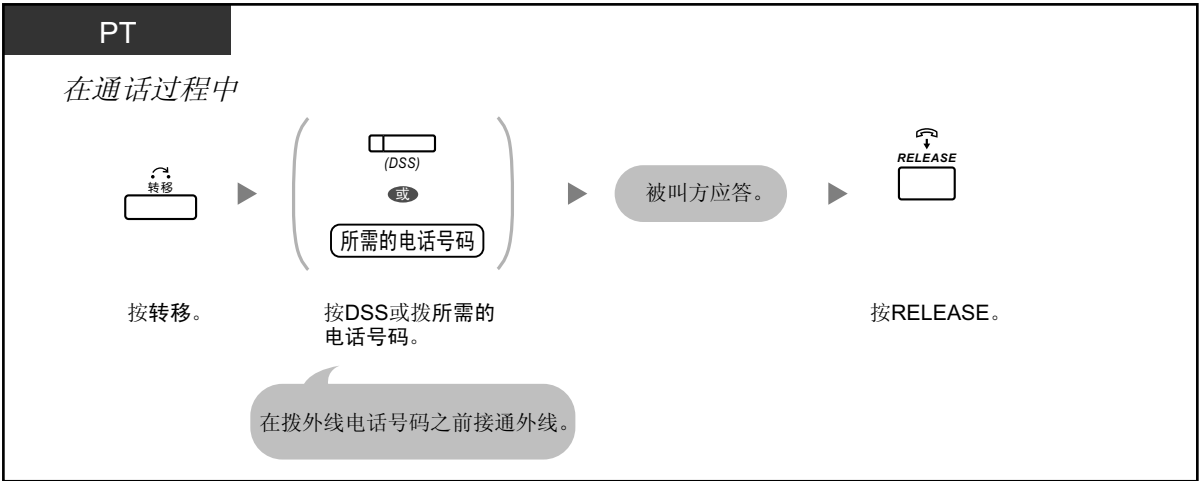 PT
在通话过程中
转移
(DSS)
或
所需的电话号码
被叫方应答。
RELEASE
按转移。
按DSS或拨所需的
电话号码。
按RELEASE。
在拨外线电话号码之前接通外线。